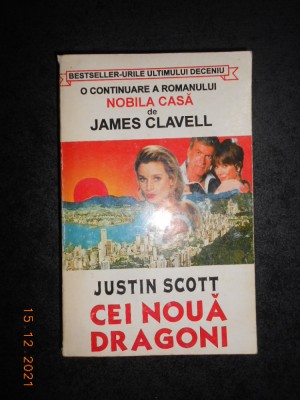 BESTSELLER-URILE ULTIMULUI DECENIU
O CONTINUARE A ROMANULUI
NOBILA CASĂ
de
JAMES CLAVELL
JUSTIN SCOTT
CEI NOUĂ
DRAGONI
15.12.2021